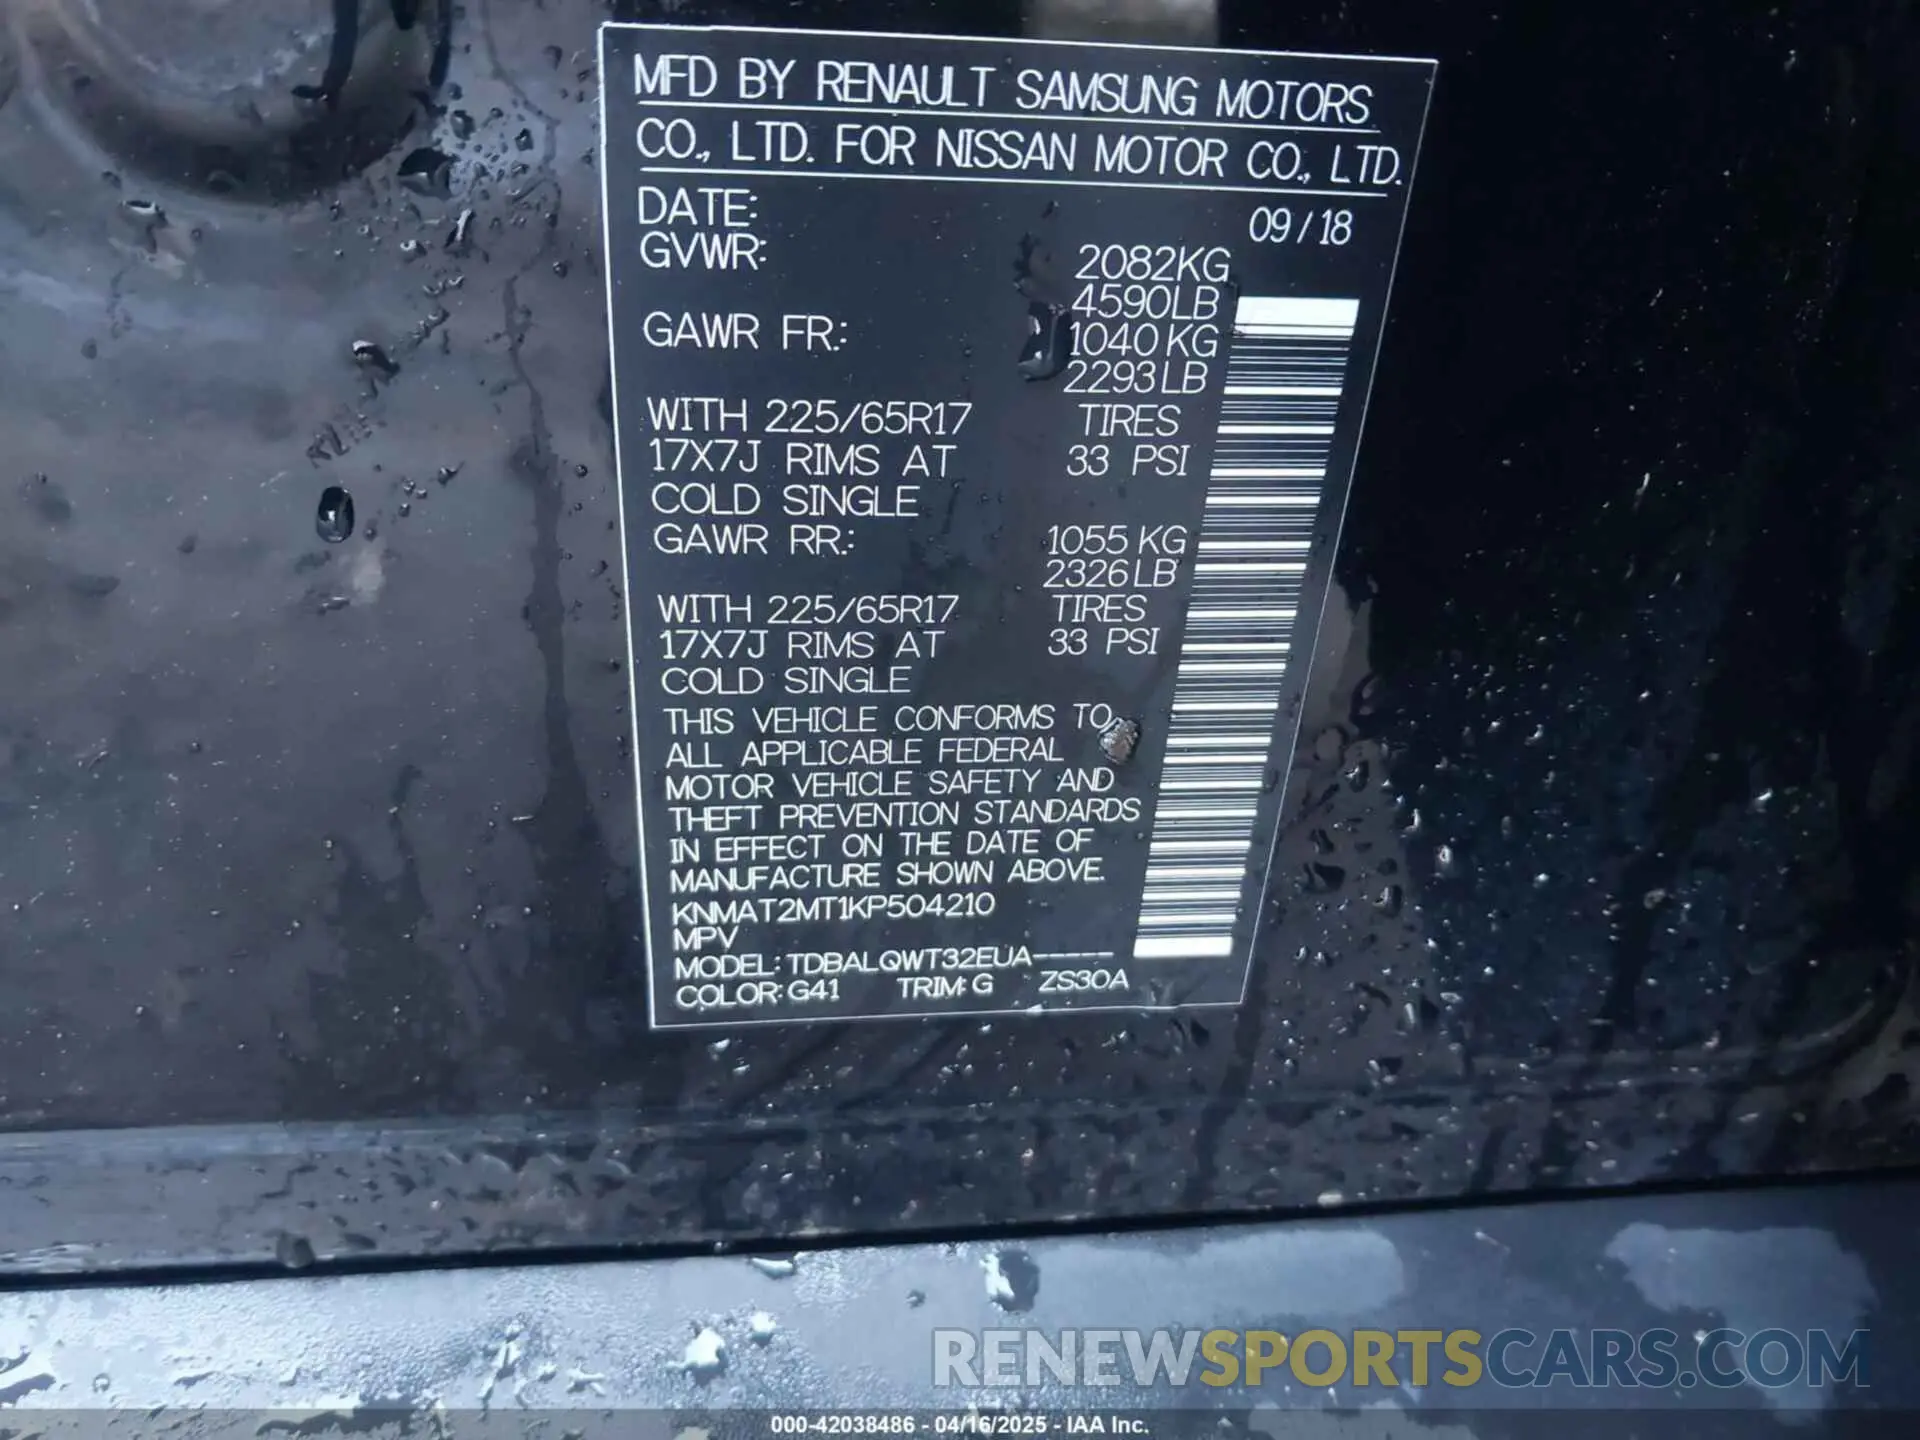 MFD BY RENAULT SAMSUNG MOTORS
CO., LTD. FOR NISSAN MOTOR CO., LTD.
DATE: 09/18
GVWR: 2082KG
4590LB
GAWR FR.: 1040 KG
2293LB
WITH 225/65R17 TIRES
17X7J RIMS AT 33 PSI
COLD SINGLE
GAWR RR.: 1055 KG
2326LB
WITH 225/65R17 TIRES
17X7J RIMS AT 33 PSI
COLD SINGLE
THIS VEHICLE CONFORMS TO
ALL APPLICABLE FEDERAL
MOTOR VEHICLE SAFETY AND
THEFT PREVENTION STANDARDS
IN EFFECT ON THE DATE OF
MANUFACTURE SHOWN ABOVE.
KNMAT2MT1KP504210
MPV
MODEL: TDBALQWT32EUA-----
COLOR: G41 TRIM: G ZS30A
RENEWSPORTSCARS.COM
000-42038486 - 04/16/2025 - IAA Inc.